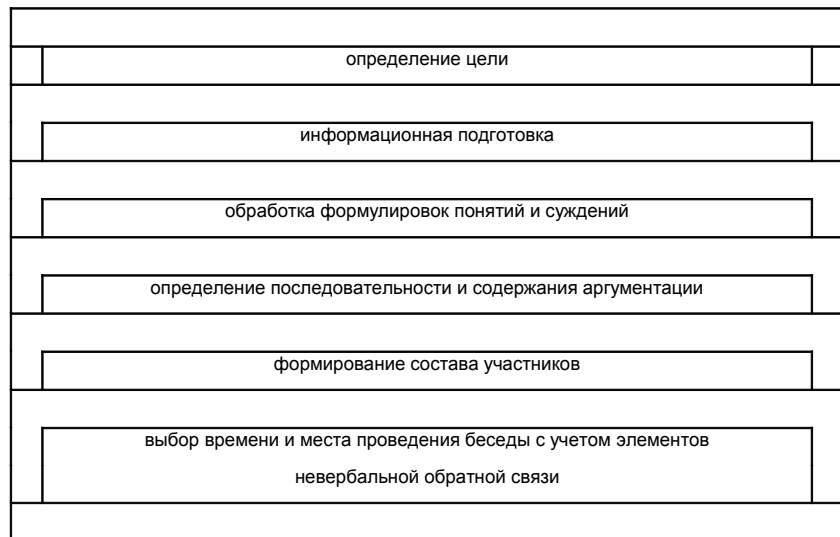 определение цели
информационная подготовка
обработка формулировок понятий и суждений
определение последовательности и содержания аргументации
формирование состава участников
выбор времени и места проведения беседы с учетом элементов
невербальной обратной связи